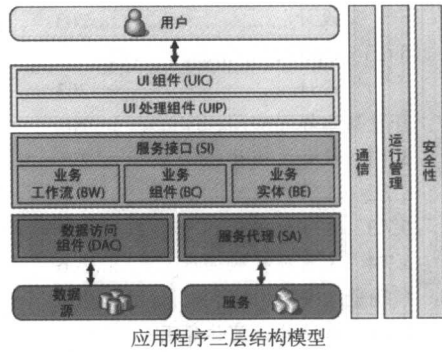 用户
UI 组件 (UIC)
UI 处理组件 (UIP)
服务接口 (SI)
业务
工作流 (BW)
业务
组件 (BC)
业务
实体 (BE)
数据访问
组件 (DAC)
服务代理 (SA)
数据
源
服务
通信
运行管理
安全性
应用程序三层结构模型